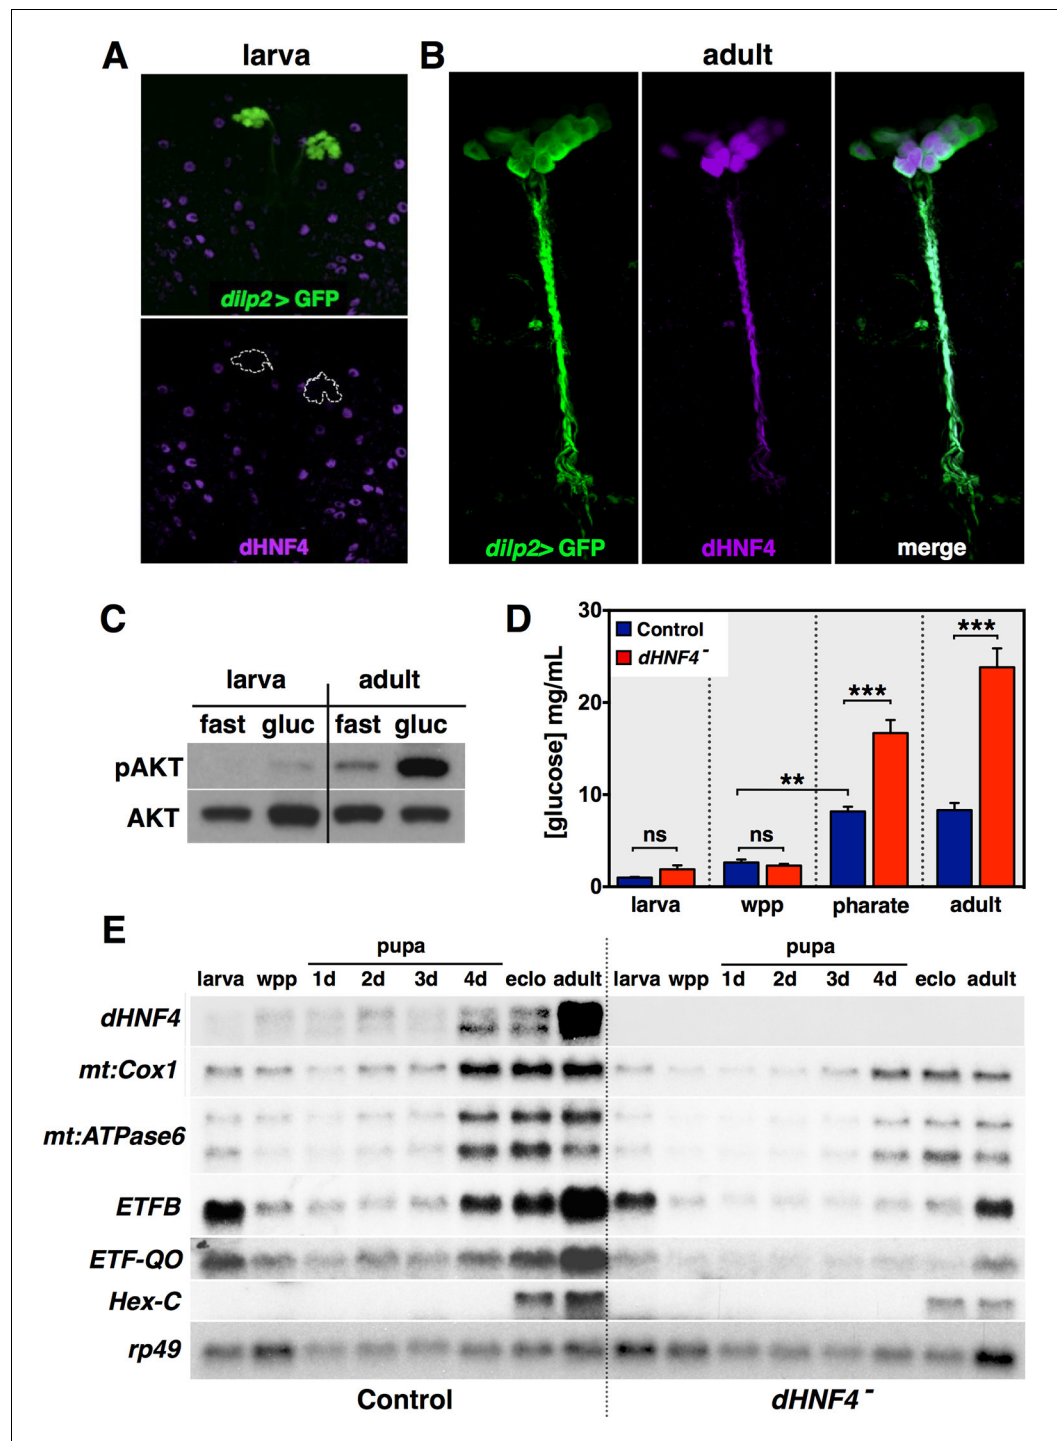 A
larva
dilp2 > GFP
dHNF4
B
adult
dilp2> GFP
dHNF4
merge
C
larva adult
fast gluc fast gluc
pAKT
AKT
D
[glucose] mg/mL
30
20
10
0
Control
dHNF4-
ns
ns
**
***
***
larva wpp pharate adult
E
pupa pupa
larva wpp 1d 2d 3d 4d eclo adult larva wpp 1d 2d 3d 4d eclo adult
dHNF4
mt:Cox1
mt:ATPase6
ETFB
ETF-QO
Hex-C
rp49
Control dHNF4-